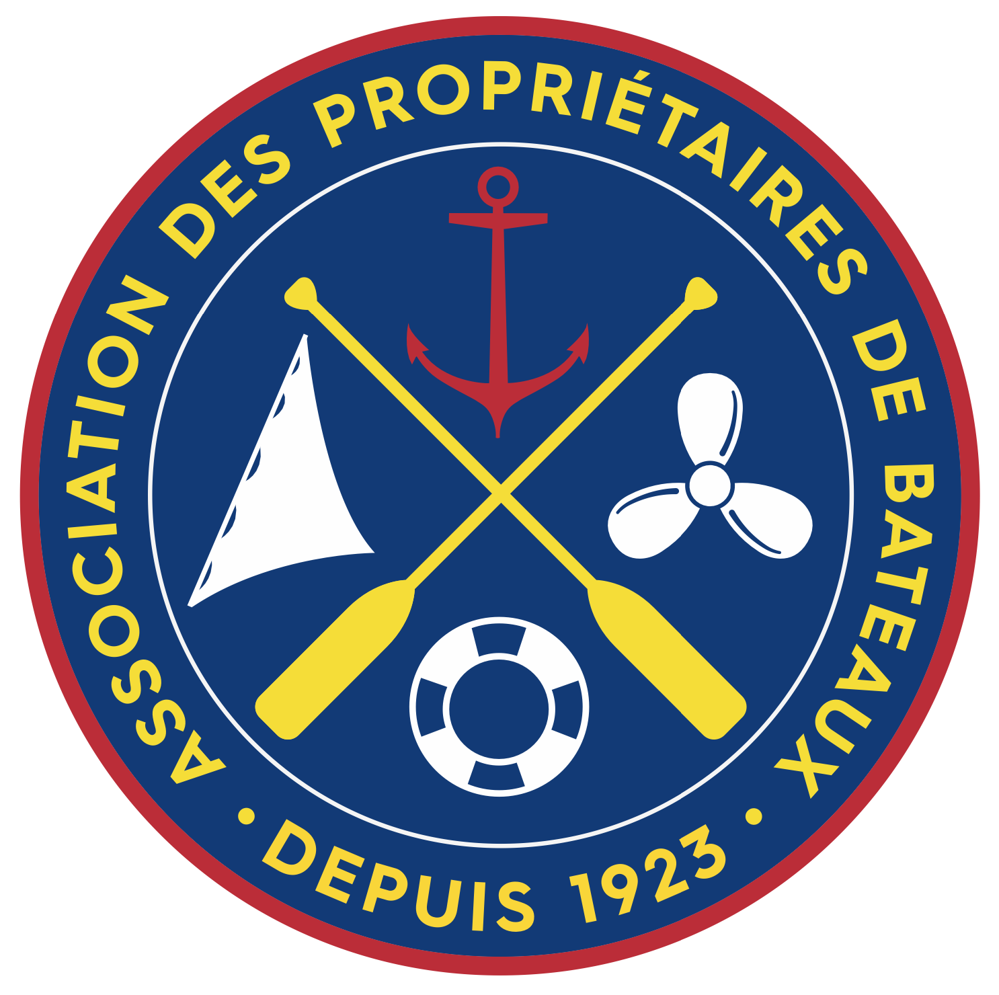 ASSOCIATION DES PROPRIÉTAIRES DE BATEAUX
• DEPUIS 1923 •